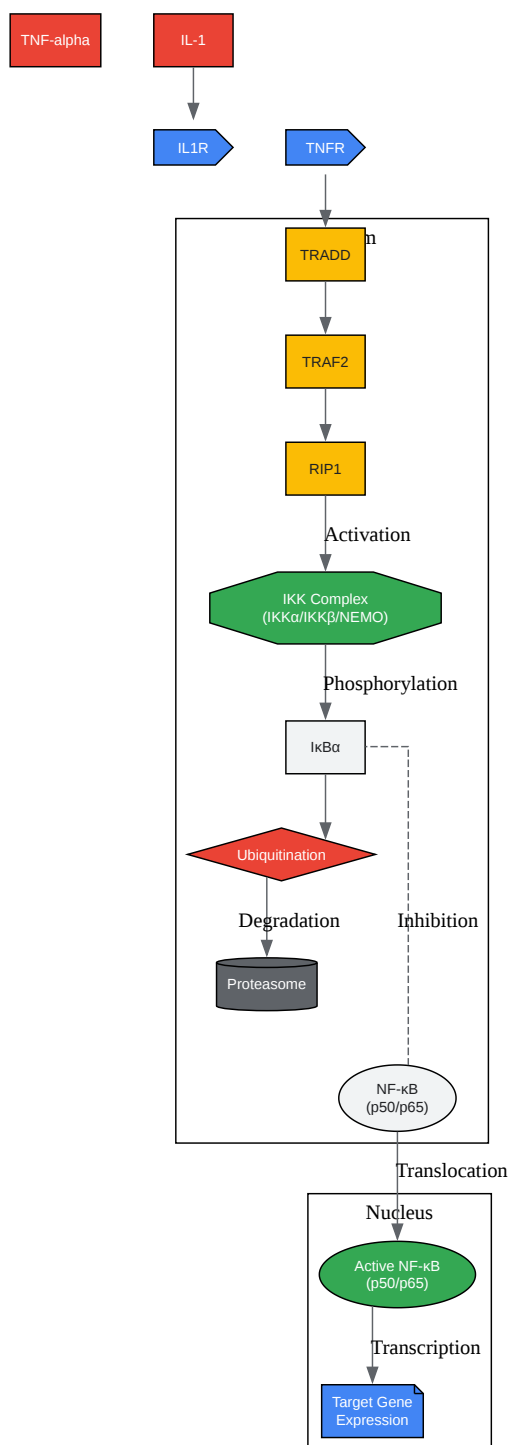 TNF-alpha
IL-1
IL1R
TNFR
TRADD
TRAF2
RIP1
Activation
IKK Complex
(IKKα/IKKβ/NEMO)
Phosphorylation
IκBα
Ubiquitination
Degradation
Inhibition
Proteasome
NF-κB
(p50/p65)
Translocation
Nucleus
Active NF-κB
(p50/p65)
Transcription
Target Gene
Expression